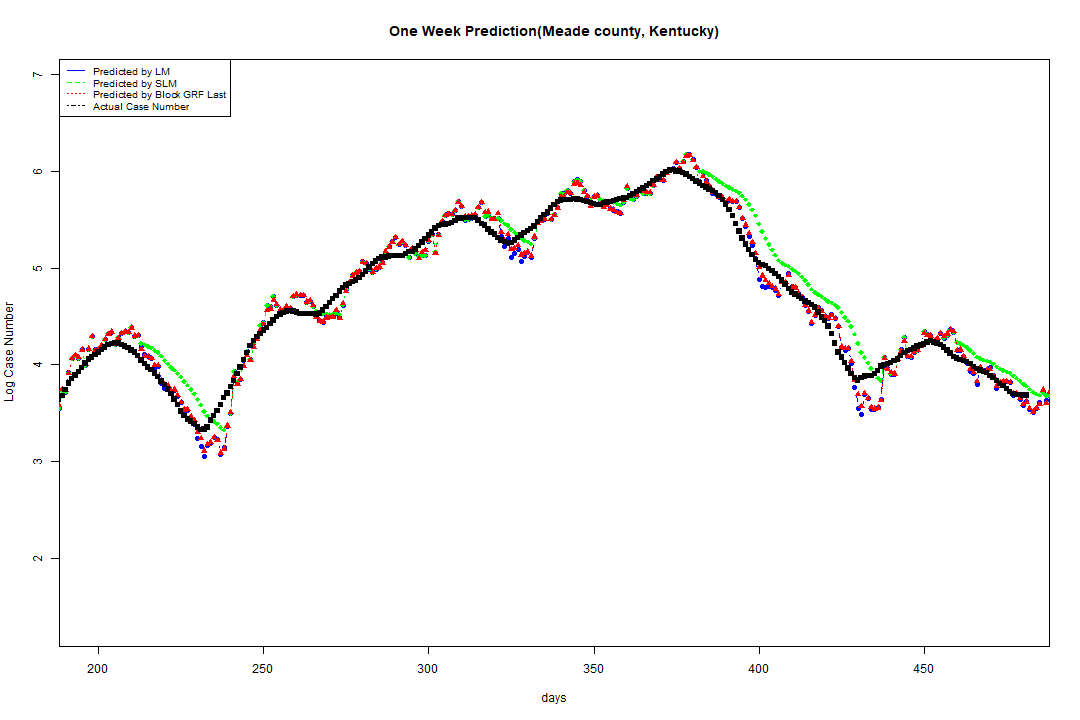 One Week Prediction(Meade county, Kentucky)
Predicted by LM
Predicted by SLM
Predicted by Block GRF Last
Actual Case Number
7
6
5
4
3
2
Log Case Number
200 250 300 350 400 450
days